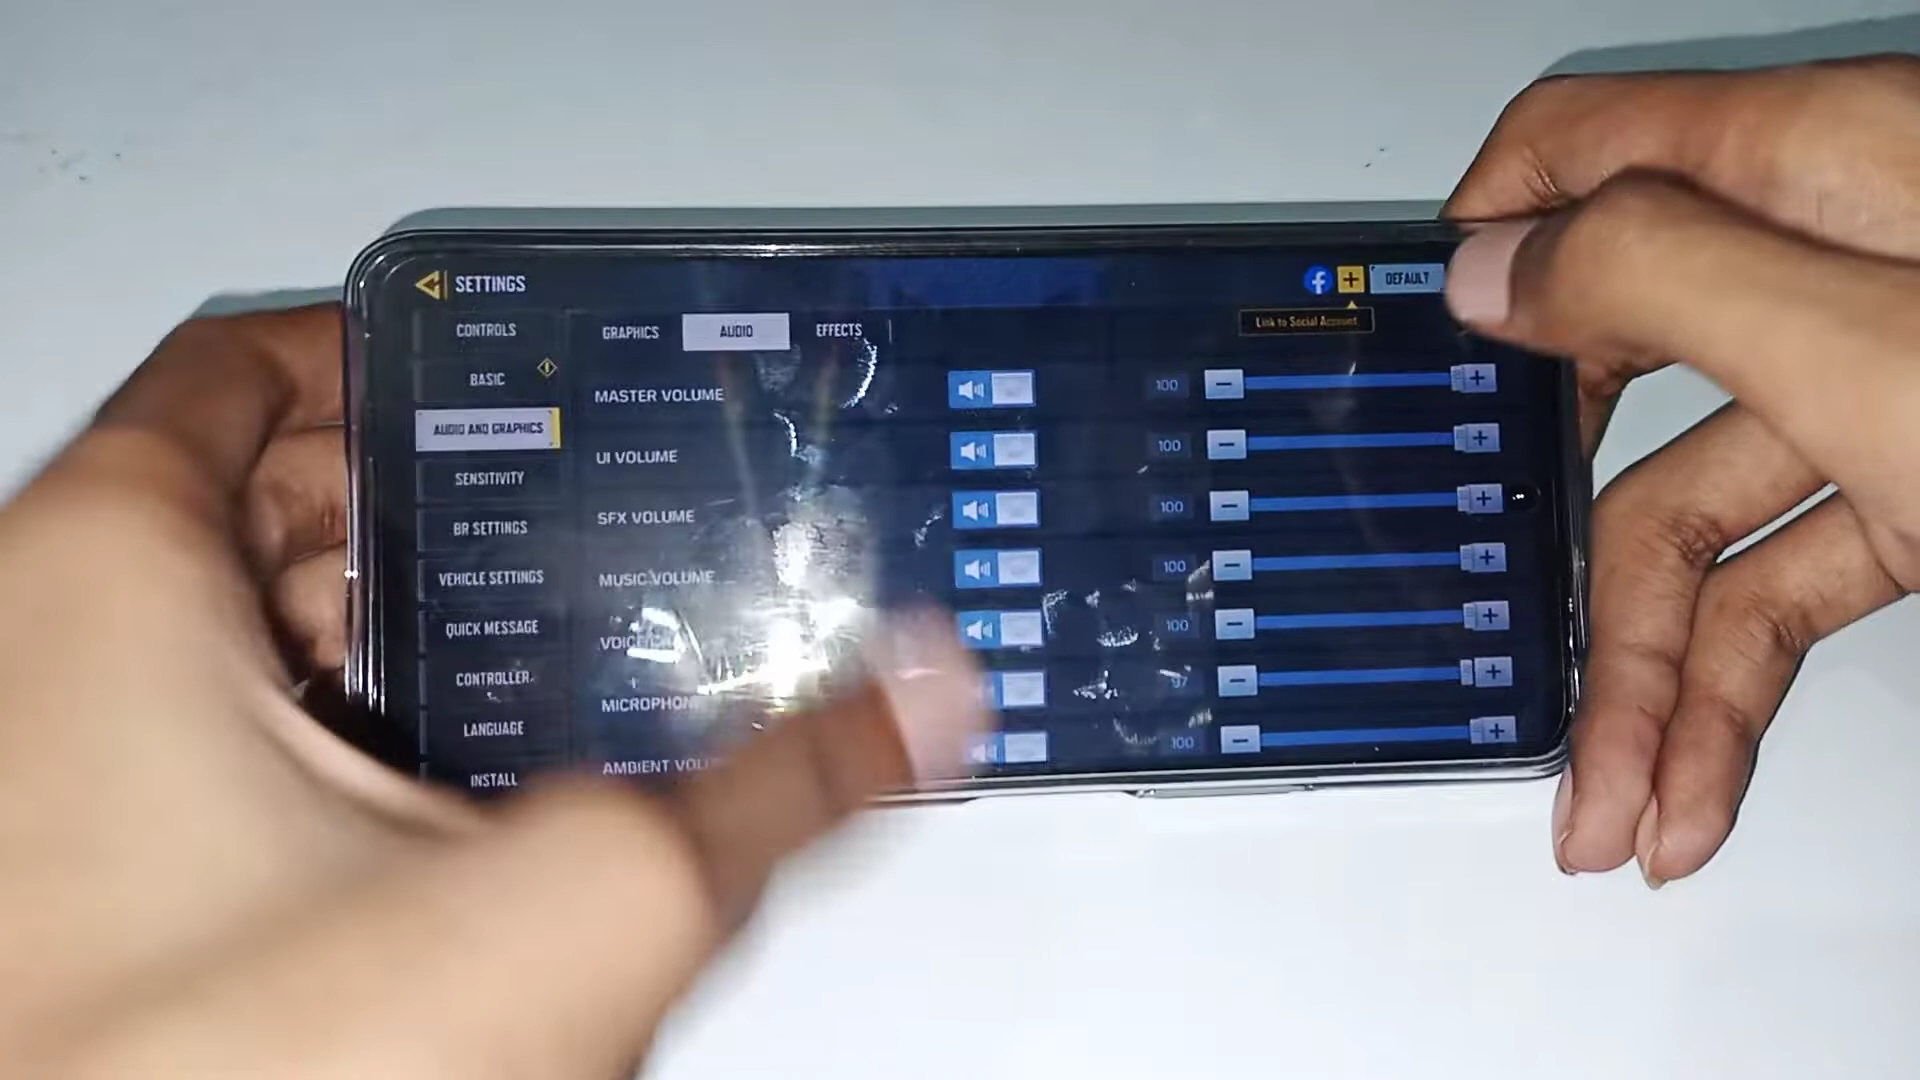 SETTINGS
DEFAULT
Link to Social Account
CONTROLS
BASIC
AUDIO AND GRAPHICS
SENSITIVITY
BR SETTINGS
VEHICLE SETTINGS
QUICK MESSAGE
CONTROLLER
LANGUAGE
INSTALL
GRAPHICS AUDIO EFFECTS
MASTER VOLUME 100
UI VOLUME 100
SFX VOLUME 100
MUSIC VOLUME 100
100
97
AMBIENT 100